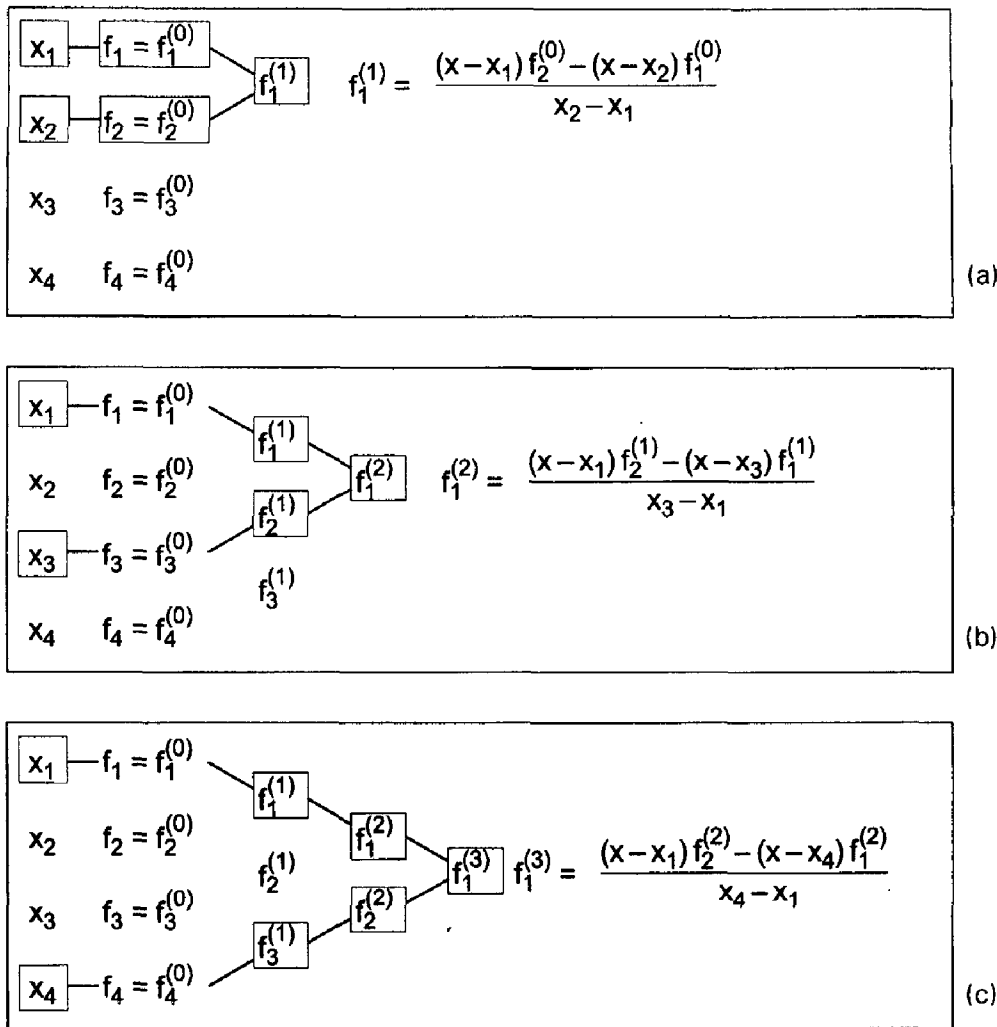 x₁ f₁ = f₁⁽⁰⁾
f₁⁽¹⁾ f₁⁽¹⁾ = (x−x₁) f₂⁽⁰⁾ − (x−x₂) f₁⁽⁰⁾ / x₂ − x₁
x₂ f₂ = f₂⁽⁰⁾
x₃ f₃ = f₃⁽⁰⁾
x₄ f₄ = f₄⁽⁰⁾
(a)
x₁ f₁ = f₁⁽⁰⁾
f₁⁽¹⁾
x₂ f₂ = f₂⁽⁰⁾ f₁⁽²⁾ f₁⁽²⁾ = (x−x₁) f₂⁽¹⁾ − (x−x₃) f₁⁽¹⁾ / x₃ − x₁
f₂⁽¹⁾
x₃ f₃ = f₃⁽⁰⁾
f₃⁽¹⁾
x₄ f₄ = f₄⁽⁰⁾
(b)
x₁ f₁ = f₁⁽⁰⁾
f₁⁽¹⁾
x₂ f₂ = f₂⁽⁰⁾ f₁⁽²⁾
f₂⁽¹⁾ f₁⁽³⁾ f₁⁽³⁾ = (x−x₁) f₂⁽²⁾ − (x−x₄) f₁⁽²⁾ / x₄ − x₁
x₃ f₃ = f₃⁽⁰⁾ f₂⁽²⁾
f₃⁽¹⁾
x₄ f₄ = f₄⁽⁰⁾
(c)